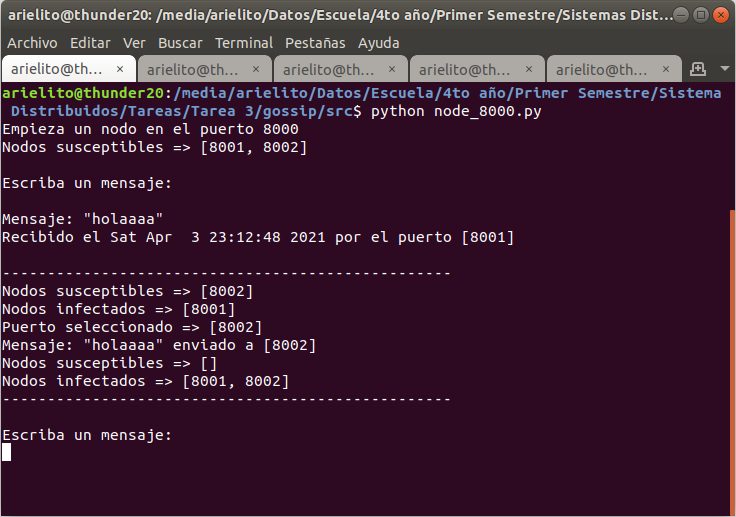 arielito@thunder20: /media/arielito/Datos/Escuela/4to año/Primer Semestre/Sistemas Dist...
Archivo Editar Ver Buscar Terminal Pestañas Ayuda
arielito@th... × arielito@th... × arielito@th... × arielito@th... × arielito@th... ×
arielito@thunder20:/media/arielito/Datos/Escuela/4to año/Primer Semestre/Sistema
Distribuidos/Tareas/Tarea 3/gossip/src$ python node_8000.py
Empieza un nodo en el puerto 8000
Nodos susceptibles => [8001, 8002]
Escriba un mensaje:
Mensaje: "holaaaa"
Recibido el Sat Apr  3 23:12:48 2021 por el puerto [8001]
--------------------------------------------------
Nodos susceptibles => [8002]
Nodos infectados => [8001]
Puerto seleccionado => [8002]
Mensaje: "holaaaa" enviado a [8002]
Nodos susceptibles => []
Nodos infectados => [8001, 8002]
--------------------------------------------------
Escriba un mensaje: